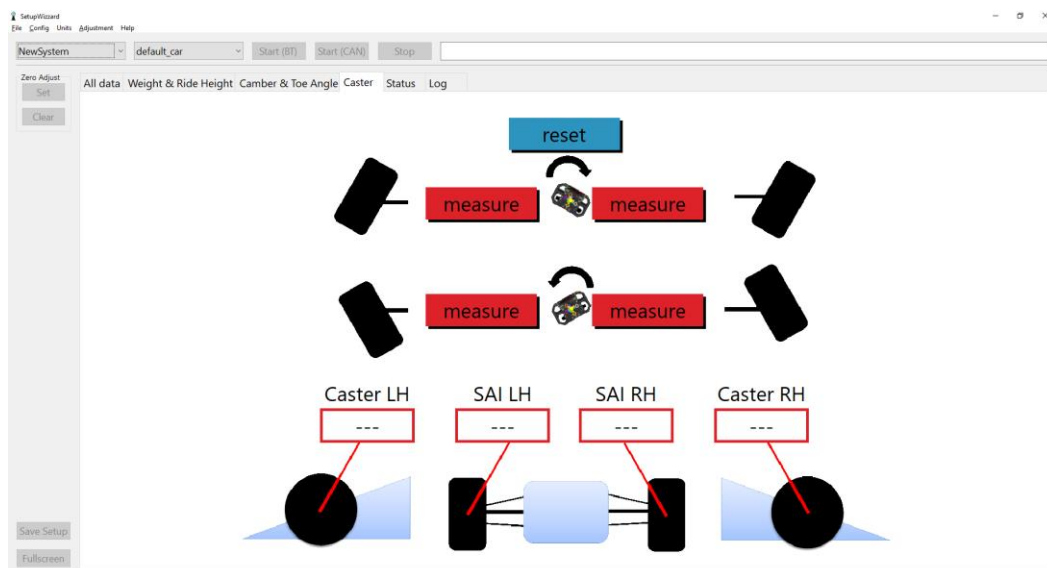 SetupWizzard
File Config Units Adjustment Help
NewSystem default_car Start (BT) Start (CAN) Stop
Zero Adjust
Set
Clear
All data Weight & Ride Height Camber & Toe Angle Caster Status Log
reset
measure measure
measure measure
Caster LH SAI LH SAI RH Caster RH
--- --- --- ---
Save Setup
Fullscreen